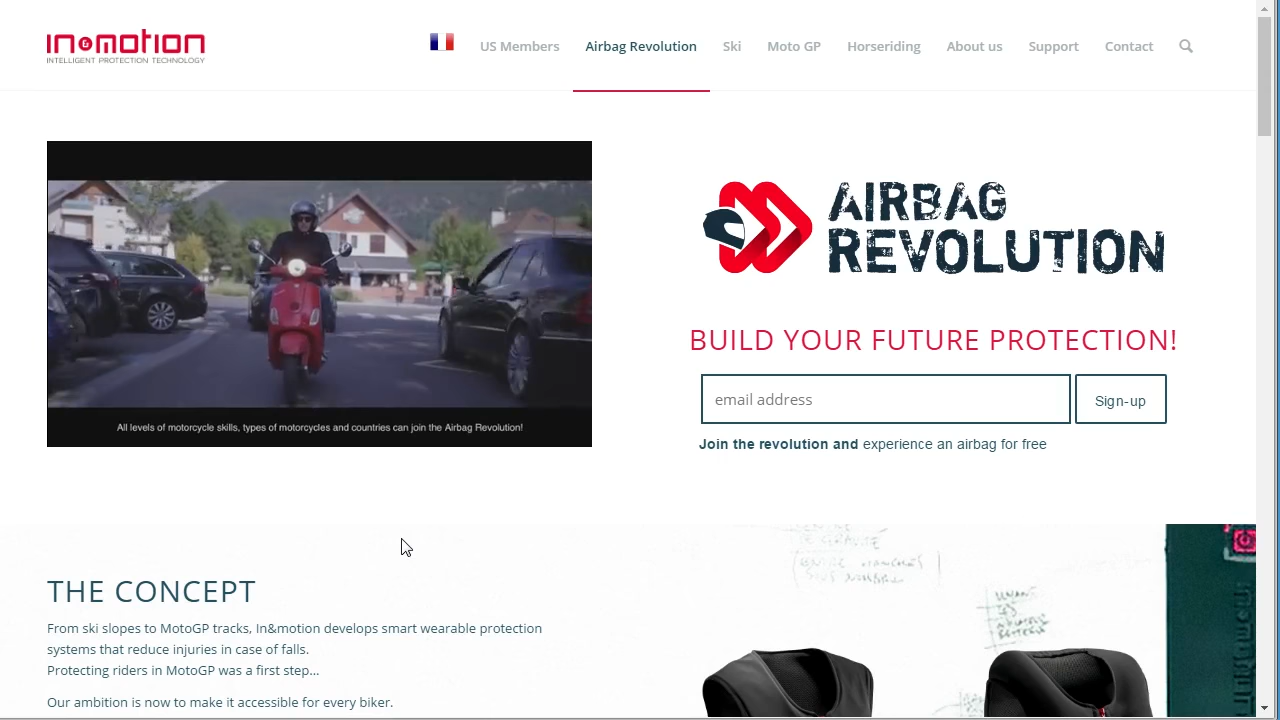 in&motion
INTELLIGENT PROTECTION TECHNOLOGY
US Members
Airbag Revolution
Ski
Moto GP
Horseriding
About us
Support
Contact
AIRBAG
REVOLUTION
BUILD YOUR FUTURE PROTECTION!
email address
Sign-up
All levels of motorcycle skills, types of motorcycles and countries can join the Airbag Revolution!
Join the revolution and experience an airbag for free
THE CONCEPT
From ski slopes to MotoGP tracks, In&motion develops smart wearable protection
systems that reduce injuries in case of falls.
Protecting riders in MotoGP was a first step...
Our ambition is now to make it accessible for every biker.